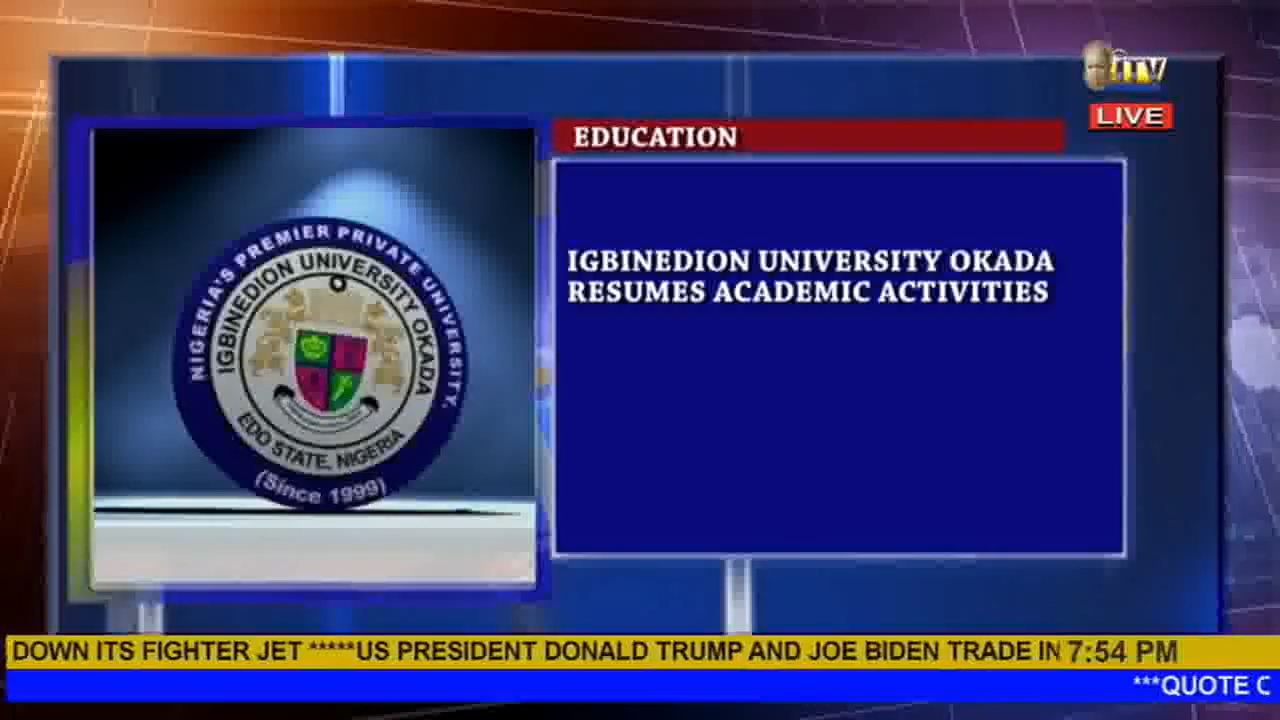 ITV
LIVE
EDUCATION
IGBINEDION UNIVERSITY OKADA
RESUMES ACADEMIC ACTIVITIES
NIGERIA'S PREMIER PRIVATE UNIVERSITY.
IGBINEDION UNIVERSITY OKADA
EDO STATE, NIGERIA
(Since 1999)
DOWN ITS FIGHTER JET *****US PRESIDENT DONALD TRUMP AND JOE BIDEN TRADE IN 7:54 PM
***QUOTE